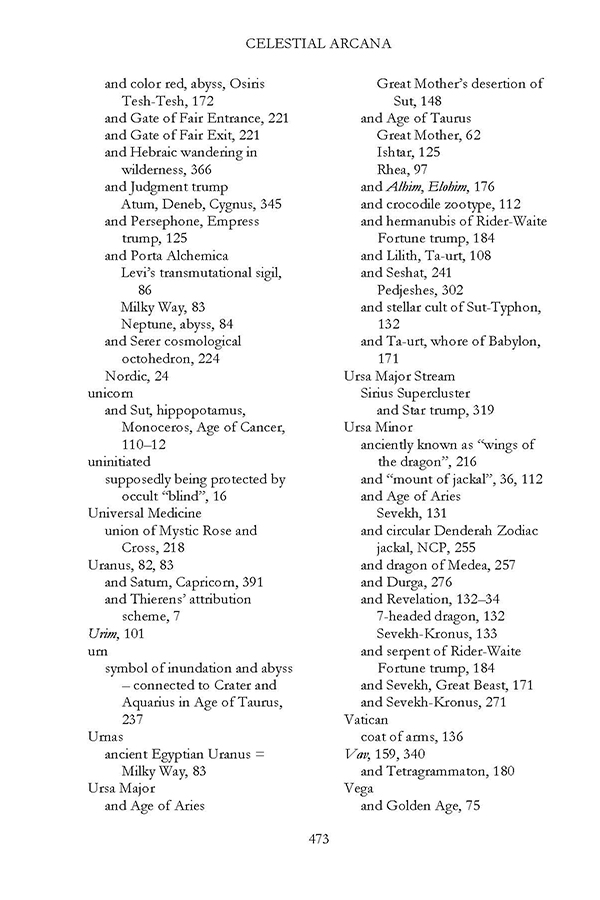 CELESTIAL ARCANA
and color red, abyss, Osiris
Tesh-Tesh, 172
and Gate of Fair Entrance, 221
and Gate of Fair Exit, 221
and Hebraic wandering in
wilderness, 366
and Judgment trump
Atum, Deneb, Cygnus, 345
and Persephone, Empress
trump, 125
and Porta Alchemica
Levi's transmutational sigil,
86
Milky Way, 83
Neptune, abyss, 84
and Serer cosmological
octohedron, 224
Nordic, 24
unicorn
and Sut, hippopotamus,
Monoceros, Age of Cancer,
110–12
uninitiated
supposedly being protected by
occult “blind”, 16
Universal Medicine
union of Mystic Rose and
Cross, 218
Uranus, 82, 83
and Saturn, Capricorn, 391
and Thierens’ attribution
scheme, 7
Urim, 101
urn
symbol of inundation and abyss
– connected to Crater and
Aquarius in Age of Taurus,
237
Urnas
ancient Egyptian Uranus =
Milky Way, 83
Ursa Major
and Age of Aries
Great Mother’s desertion of
Sut, 148
and Age of Taurus
Great Mother, 62
Ishtar, 125
Rhea, 97
and Alhim, Elohim, 176
and crocodile zootype, 112
and hermanubis of Rider-Waite
Fortune trump, 184
and Lilith, Ta-urt, 108
and Seshat, 241
Pedjeshes, 302
and stellar cult of Sut-Typhon,
132
and Ta-urt, whore of Babylon,
171
Ursa Major Stream
Sirius Supercluster
and Star trump, 319
Ursa Minor
anciently known as “wings of
the dragon”, 216
and “mount of jackal”, 36, 112
and Age of Aries
Sevekh, 131
and circular Denderah Zodiac
jackal, NCP, 255
and dragon of Medea, 257
and Durga, 276
and Revelation, 132–34
7-headed dragon, 132
Sevekh-Kronus, 133
and serpent of Rider-Waite
Fortune trump, 184
and Sevekh, Great Beast, 171
and Sevekh-Kronus, 271
Vatican
coat of arms, 136
Vav, 159, 340
and Tetragrammaton, 180
Vega
and Golden Age, 75
473